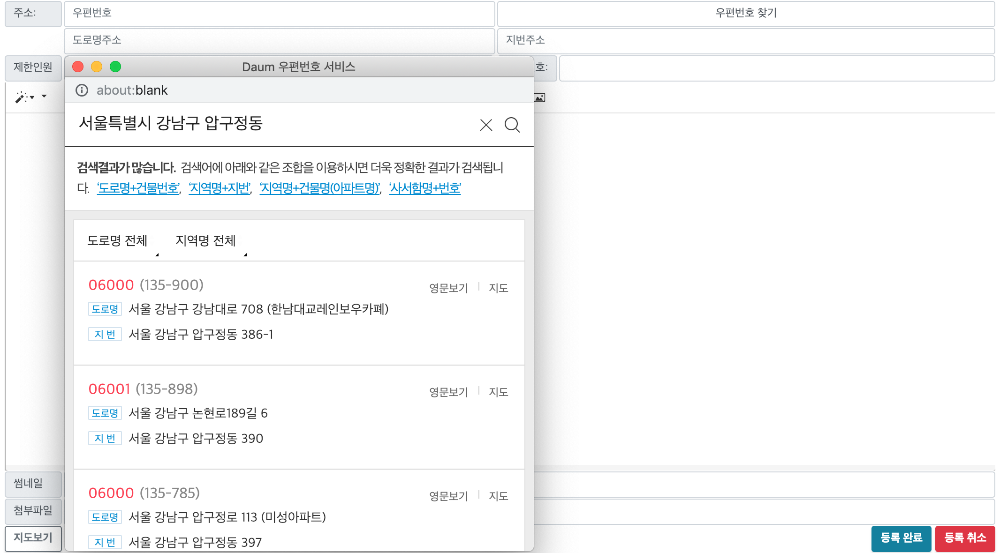 주소:
우편번호
우편번호 찾기
도로명주소
지번주소
제한인원
호:
Daum 우편번호 서비스
about:blank
서울특별시 강남구 압구정동
검색결과가 많습니다. 검색어에 아래와 같은 조합을 이용하시면 더욱 정확한 결과가 검색됩니
다. '도로명+건물번호', '지역명+지번', '지역명+건물명(아파트명)', '사서함명+번호'
도로명 전체 지역명 전체
06000 (135-900) 영문보기 지도
도로명 서울 강남구 강남대로 708 (한남대교레인보우카페)
지번 서울 강남구 압구정동 386-1
06001 (135-898) 영문보기 지도
도로명 서울 강남구 논현로189길 6
지번 서울 강남구 압구정동 390
06000 (135-785) 영문보기 지도
도로명 서울 강남구 압구정로 113 (미성아파트)
지번 서울 강남구 압구정동 397
썸네일
첨부파일
지도보기
등록 완료
등록 취소